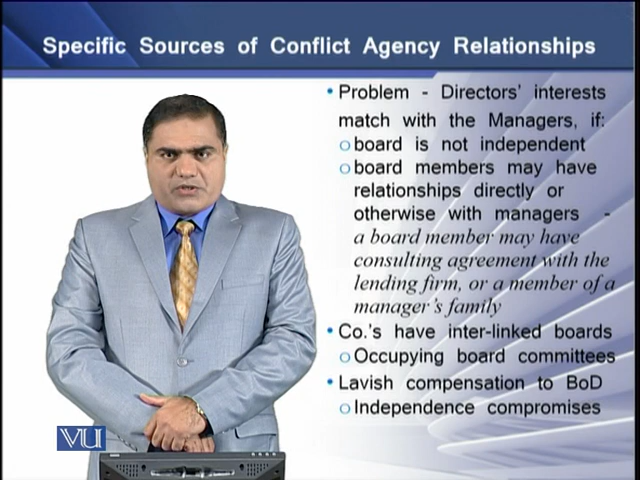 Specific Sources of Conflict Agency Relationships
• Problem - Directors' interests
match with the Managers, if:
o board is not independent
o board members may have
relationships directly or
otherwise with managers -
a board member may have
consulting agreement with the
lending firm, or a member of a
manager's family
• Co.'s have inter-linked boards
o Occupying board committees
• Lavish compensation to BoD
o Independence compromises
VU